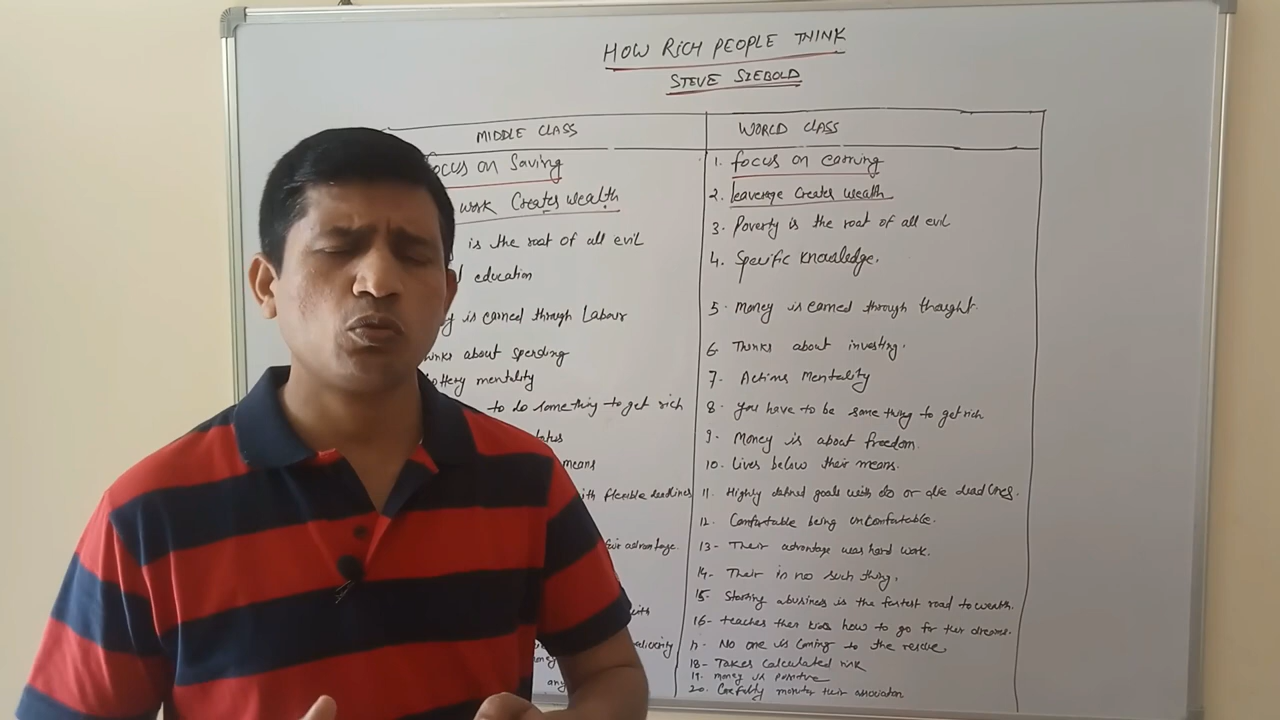 HOW RICH PEOPLE THINK
STEVE SIEBOLD
MIDDLE CLASS
focus on Saving
work Creates wealth
is the root of all evil
education
is earned through Labour
about spending
lottery mentality
to do something to get rich
means
with flexible deadlines
advantage.
WORLD CLASS
1. focus on earning
2. leaverage creates wealth
3. Poverty is the root of all evil
4. Specific Knowledge.
5. Money is earned through thought.
6. Thinks about investing.
7. Actions Mentality
8. You have to be something to get rich
9. Money is about freedom.
10. Lives below their means.
11. Highly defined goals with do or die dead lines.
12. Comfortable being uncomfortable.
13- Their advantage was hard work.
14- Their is no such thing.
15. Starting a business is the fastest road to wealth.
16- teaches their kids how to go for their dreams.
17- No one is coming to the rescue
18- Takes calculated risk
19. money is positive
20. Carefully monitor their association